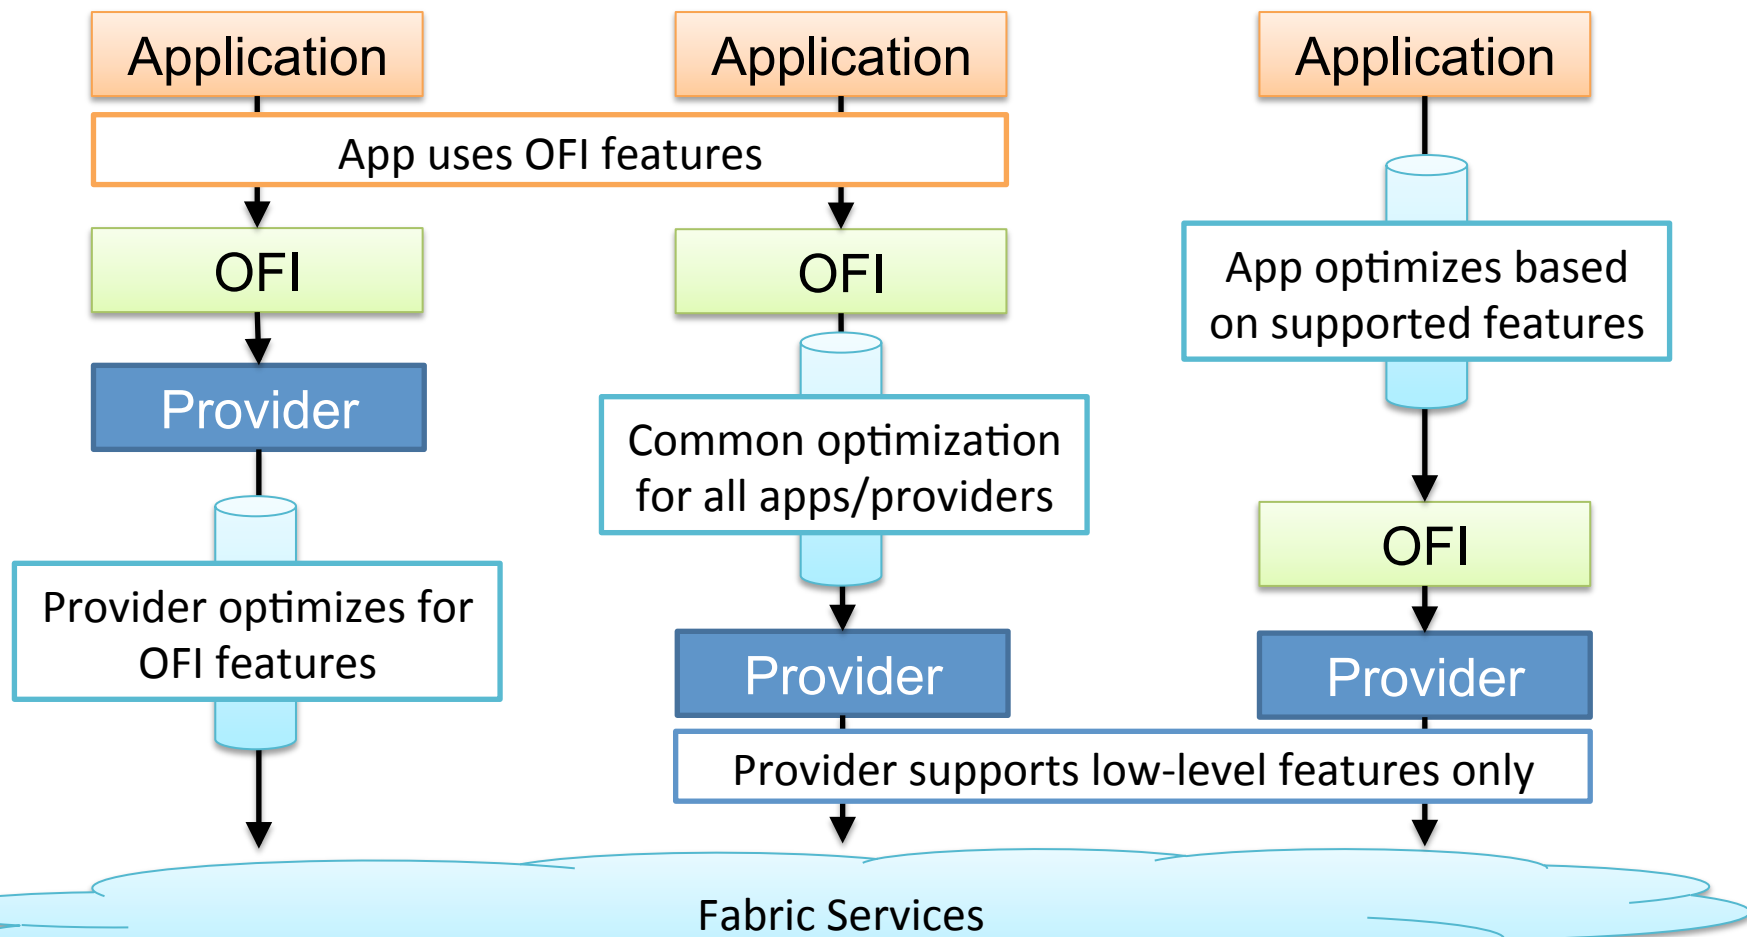 Application
Application
Application
App uses OFI features
OFI
OFI
App optimizes based
on supported features
Provider
Common optimization
for all apps/providers
OFI
Provider optimizes for
OFI features
Provider
Provider
Provider supports low-level features only
Fabric Services